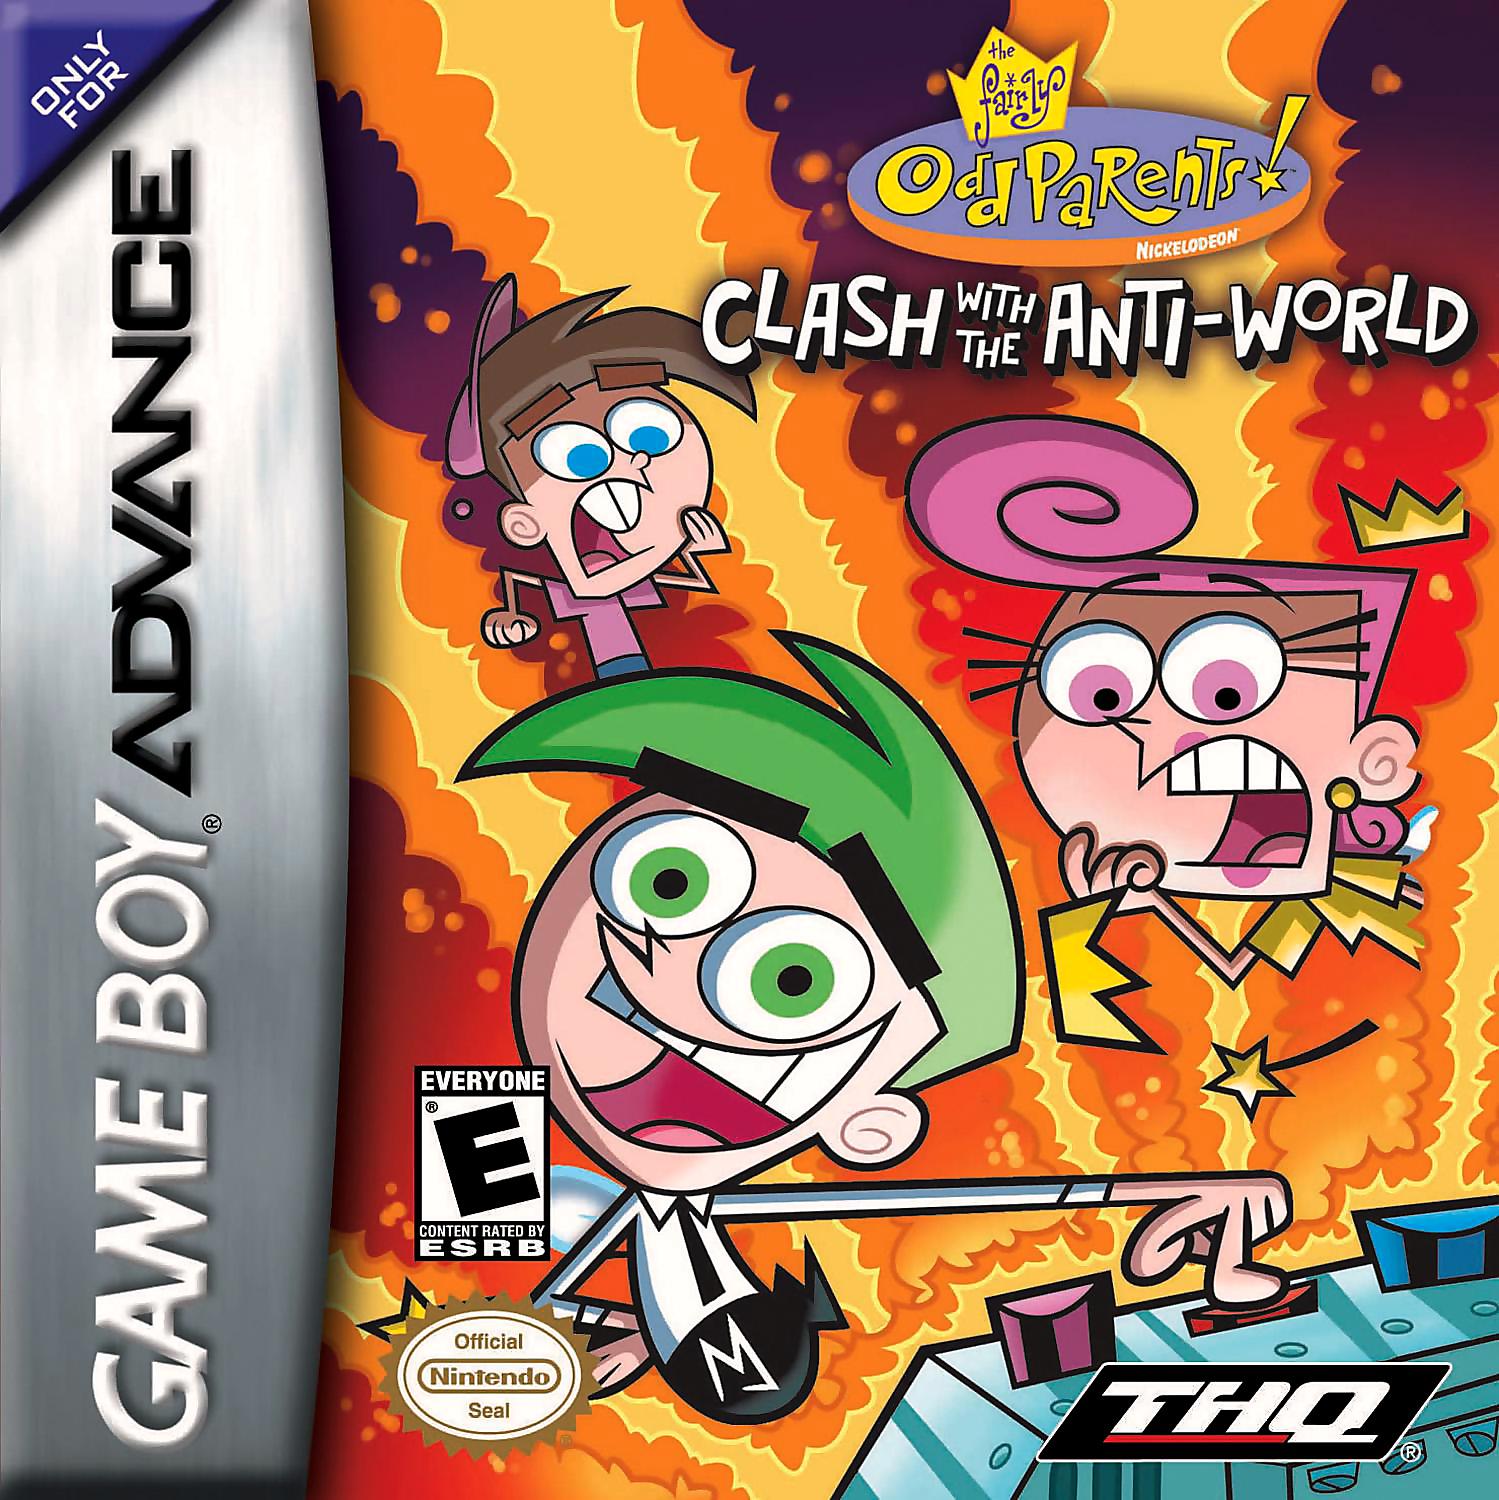 ONLY
FOR
GAME BOY ADVANCE
®
the
fairly
OddParents!
™
NICKELODEON
CLASH WITH THE ANTI-WORLD
EVERYONE
®
E
CONTENT RATED BY
ESRB
Official
Nintendo
Seal
®
M
THQ
®